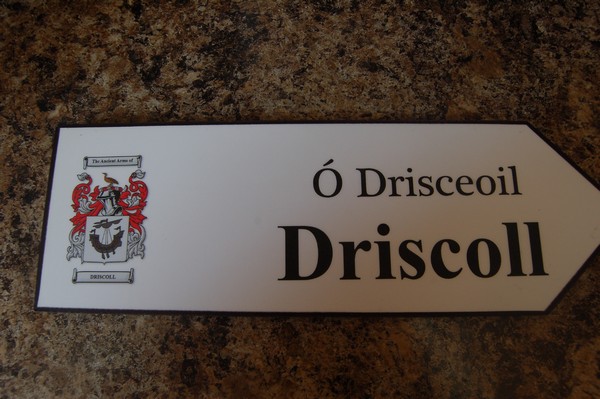 The Ancient Arms of
DRISCOLL
Ó Drisceoil
Driscoll